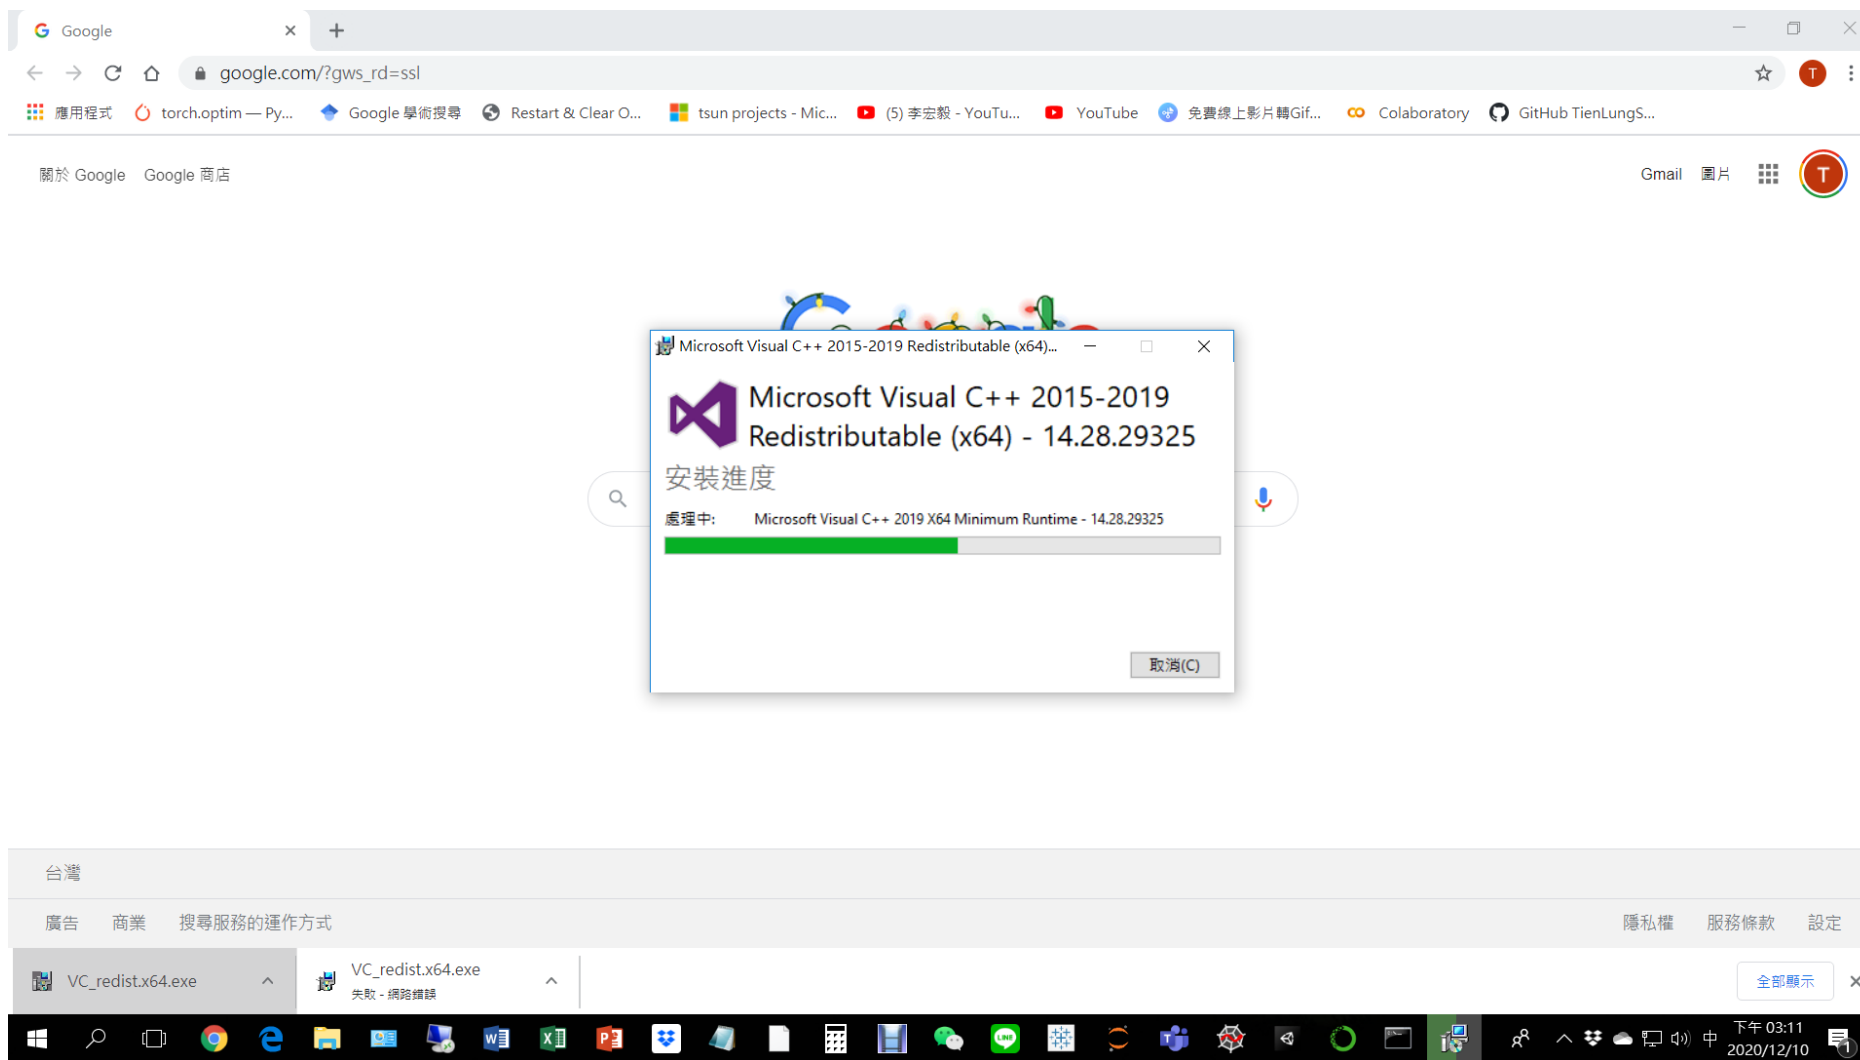 Google
google.com/?gws_rd=ssl
T
應用程式
torch.optim — Py...
Google 學術搜尋
Restart & Clear O...
tsun projects - Mic...
(5) 李宏毅 - YouTu...
YouTube
免費線上影片轉Gif...
Colaboratory
GitHub TienLungS...
關於 Google
Google 商店
Gmail
圖片
T
Microsoft Visual C++ 2015-2019 Redistributable (x64)...
Microsoft Visual C++ 2015-2019
Redistributable (x64) - 14.28.29325
安裝進度
處理中:
Microsoft Visual C++ 2019 X64 Minimum Runtime - 14.28.29325
取消(C)
台灣
廣告
商業
搜尋服務的運作方式
隱私權
服務條款
設定
VC_redist.x64.exe
VC_redist.x64.exe
失敗 - 網路錯誤
全部顯示
LINE
中
下午 03:11
2020/12/10
1